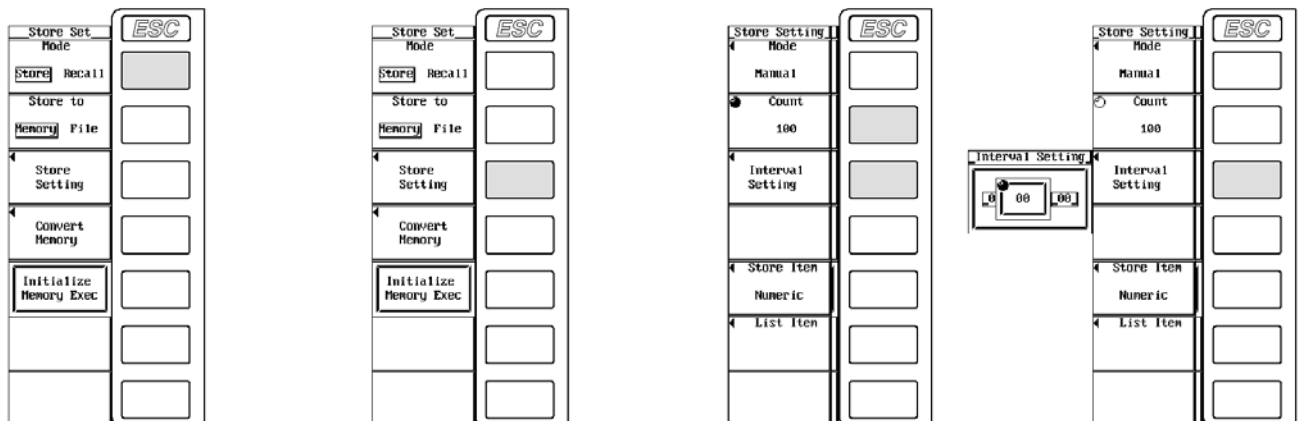 Store Set
ESC
Mode
Store Recall
Store to
Memory File
Store
Setting
Convert
Memory
Initialize
Memory Exec
Store Set
ESC
Mode
Store Recall
Store to
Memory File
Store
Setting
Convert
Memory
Initialize
Memory Exec
Store Setting
ESC
Mode
Manual
Count
100
Interval
Setting
Store Item
Numeric
List Item
Interval Setting
0 00 00
Store Setting
ESC
Mode
Manual
Count
100
Interval
Setting
Store Item
Numeric
List Item